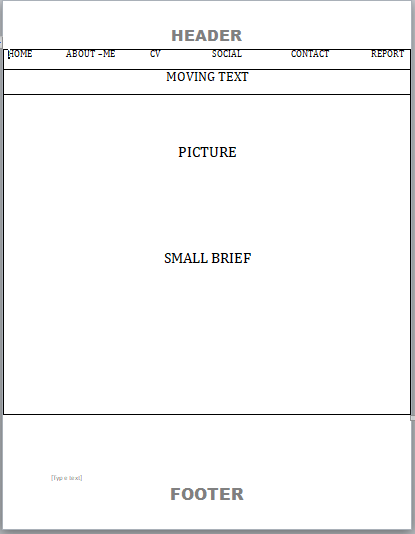 HEADER
HOME ABOUT –ME CV SOCIAL CONTACT REPORT
MOVING TEXT
PICTURE
SMALL BRIEF
[Type text]
FOOTER